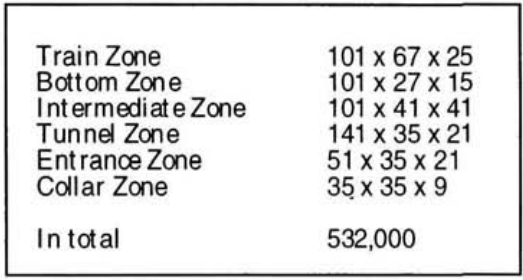 Train Zone 101 x 67 x 25
Bottom Zone 101 x 27 x 15
Intermediate Zone 101 x 41 x 41
Tunnel Zone 141 x 35 x 21
Entrance Zone 51 x 35 x 21
Collar Zone 35 x 35 x 9
In total 532,000